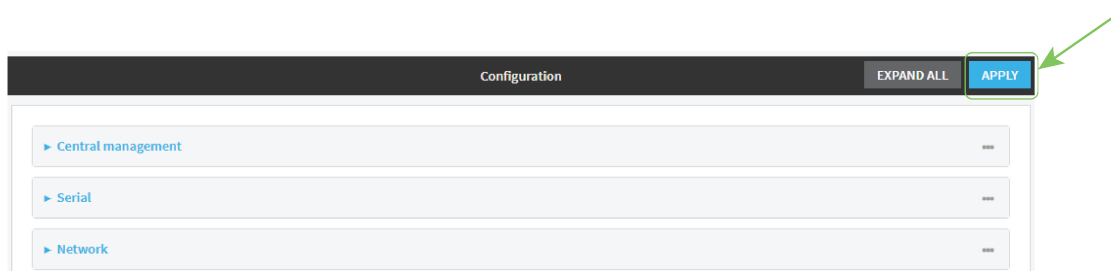 Configuration EXPAND ALL APPLY
Central management
Serial
Network